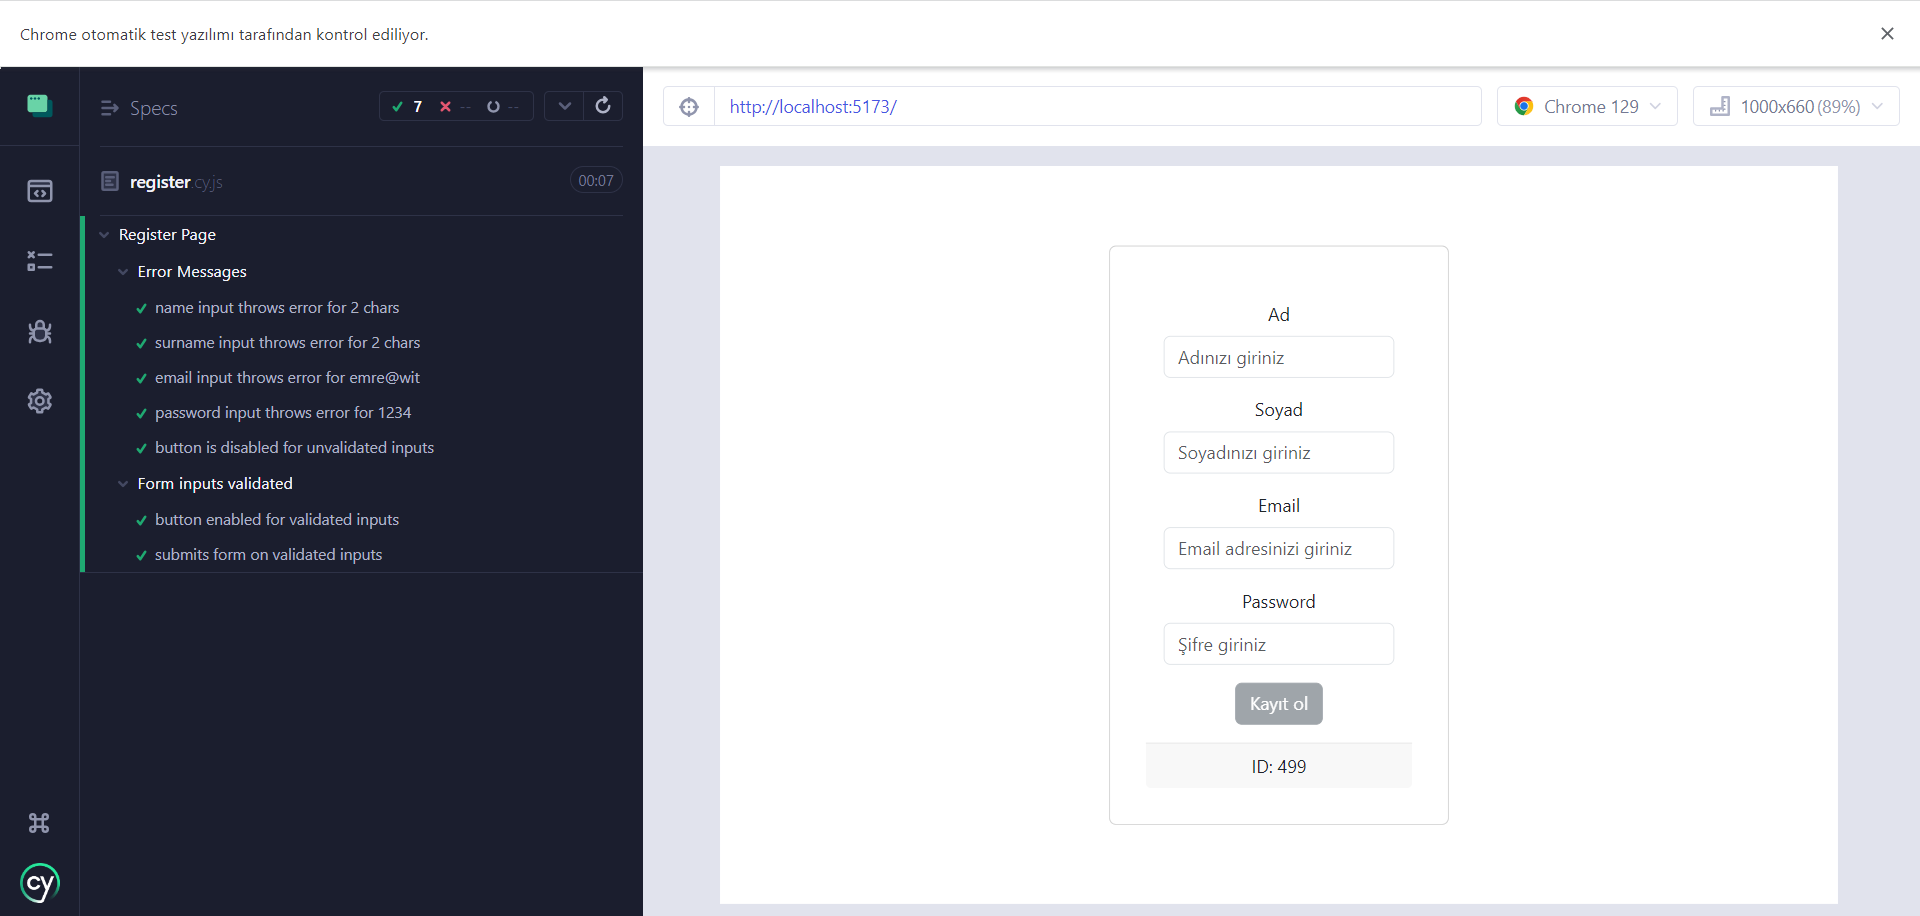 Chrome otomatik test yazılımı tarafından kontrol ediliyor.
Specs
7 -- --
http://localhost:5173/
Chrome 129
1000x660 (89%)
register.cy.js
00:07
Register Page
Error Messages
name input throws error for 2 chars
surname input throws error for 2 chars
email input throws error for emre@wit
password input throws error for 1234
button is disabled for unvalidated inputs
Form inputs validated
button enabled for validated inputs
submits form on validated inputs
cy
Ad
Adınızı giriniz
Soyad
Soyadınızı giriniz
Email
Email adresinizi giriniz
Password
Şifre giriniz
Kayıt ol
ID: 499